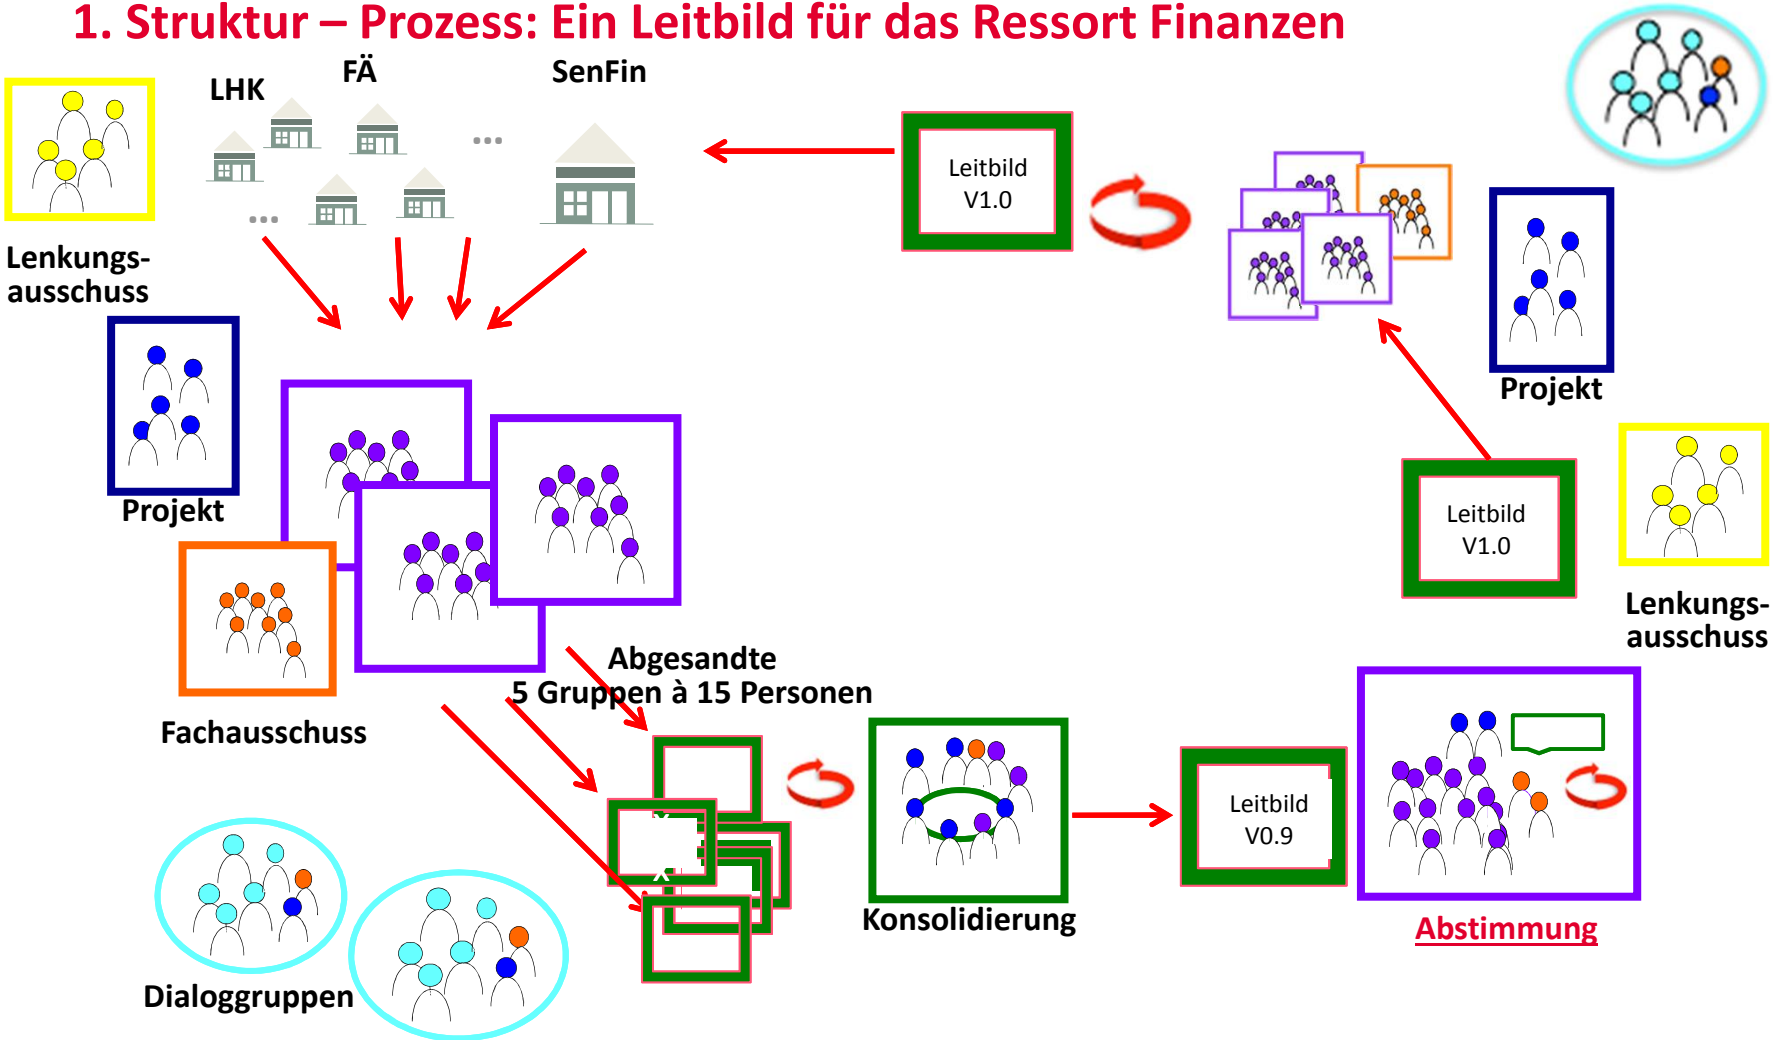 1. Struktur – Prozess: Ein Leitbild für das Ressort Finanzen
LHK
FÄ
SenFin
...
...
Lenkungs-
ausschuss
Projekt
Fachausschuss
Dialoggruppen
Abgesandte
5 Gruppen à 15 Personen
X
X
Konsolidierung
Leitbild
V0.9
Abstimmung
Leitbild
V1.0
Lenkungs-
ausschuss
Projekt
Leitbild
V1.0